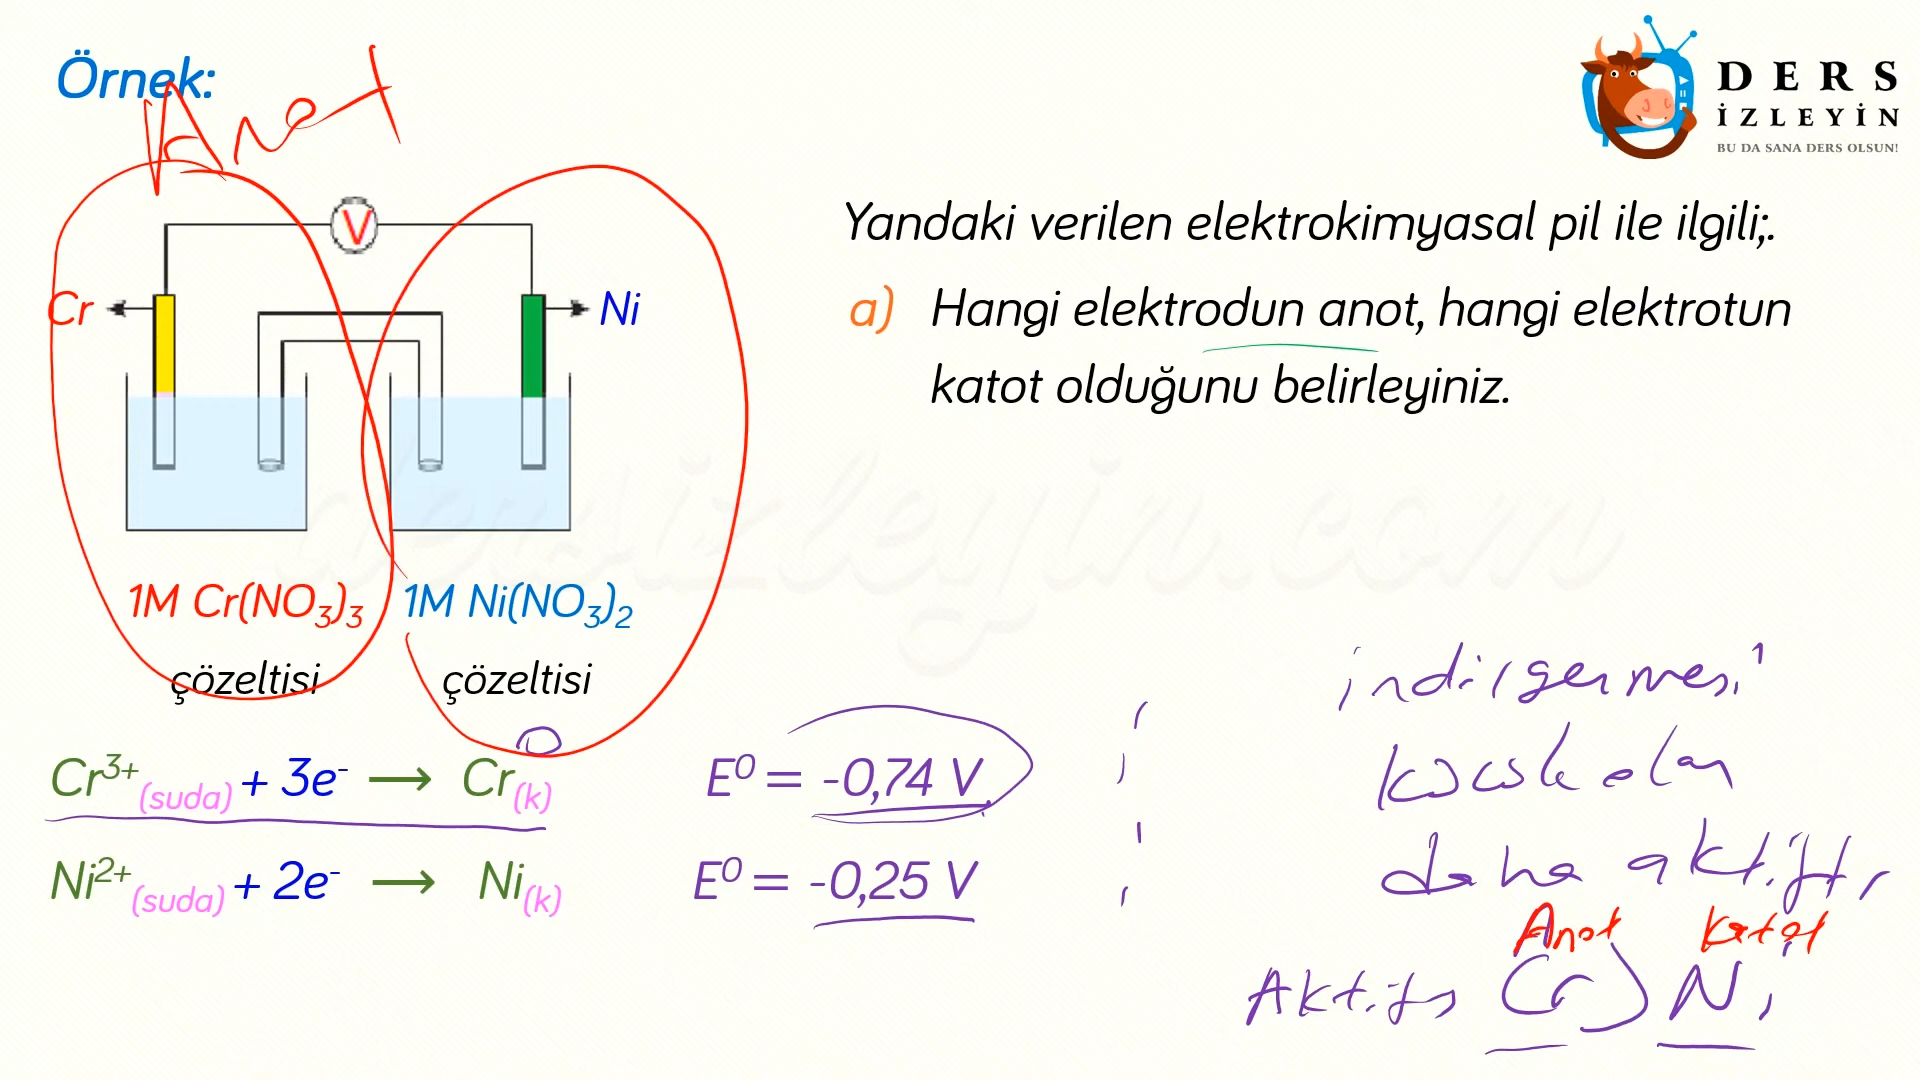 Örnek:
Anot
DERS
İZLEYİN
BU DA SANA DERS OLSUN!
V
Cr
Ni
Yandaki verilen elektrokimyasal pil ile ilgili;.
a) Hangi elektrodun anot, hangi elektrotun
katot olduğunu belirleyiniz.
dersizleyin.com
1M Cr(NO₃)₃ 1M Ni(NO₃)₂
çözeltisi çözeltisi
Cr³⁺(suda) + 3e⁻ → Cr(k) E⁰ = -0,74 V
Ni²⁺(suda) + 2e⁻ → Ni(k) E⁰ = -0,25 V
indirgenmesi
küçük olan
daha aktiftir
Anot Katot
Aktiflik Cr > Ni